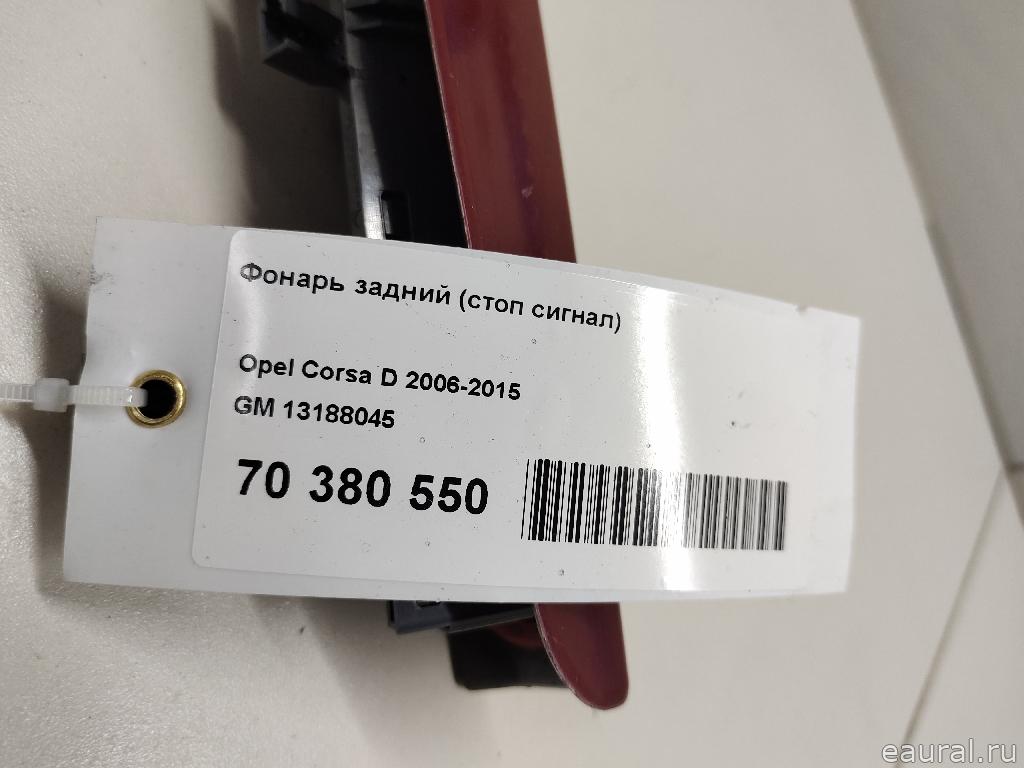 Фонарь задний (стоп сигнал)
Opel Corsa D 2006-2015
GM 13188045
70 380 550
eaural.ru